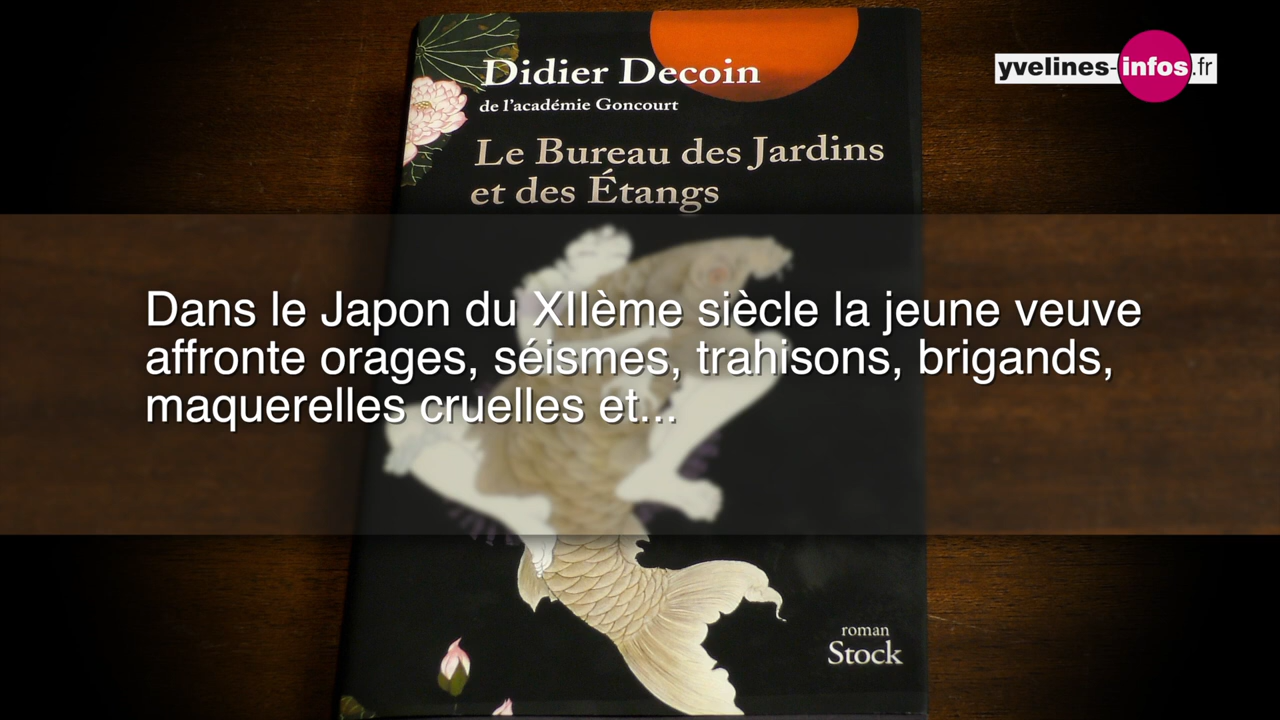 Didier Decoin
de l'académie Goncourt
yvelines-infos.fr
Le Bureau des Jardins
et des Étangs
Dans le Japon du XIIème siècle la jeune veuve
affronte orages, séismes, trahisons, brigands,
maquerelles cruelles et...
roman
Stock